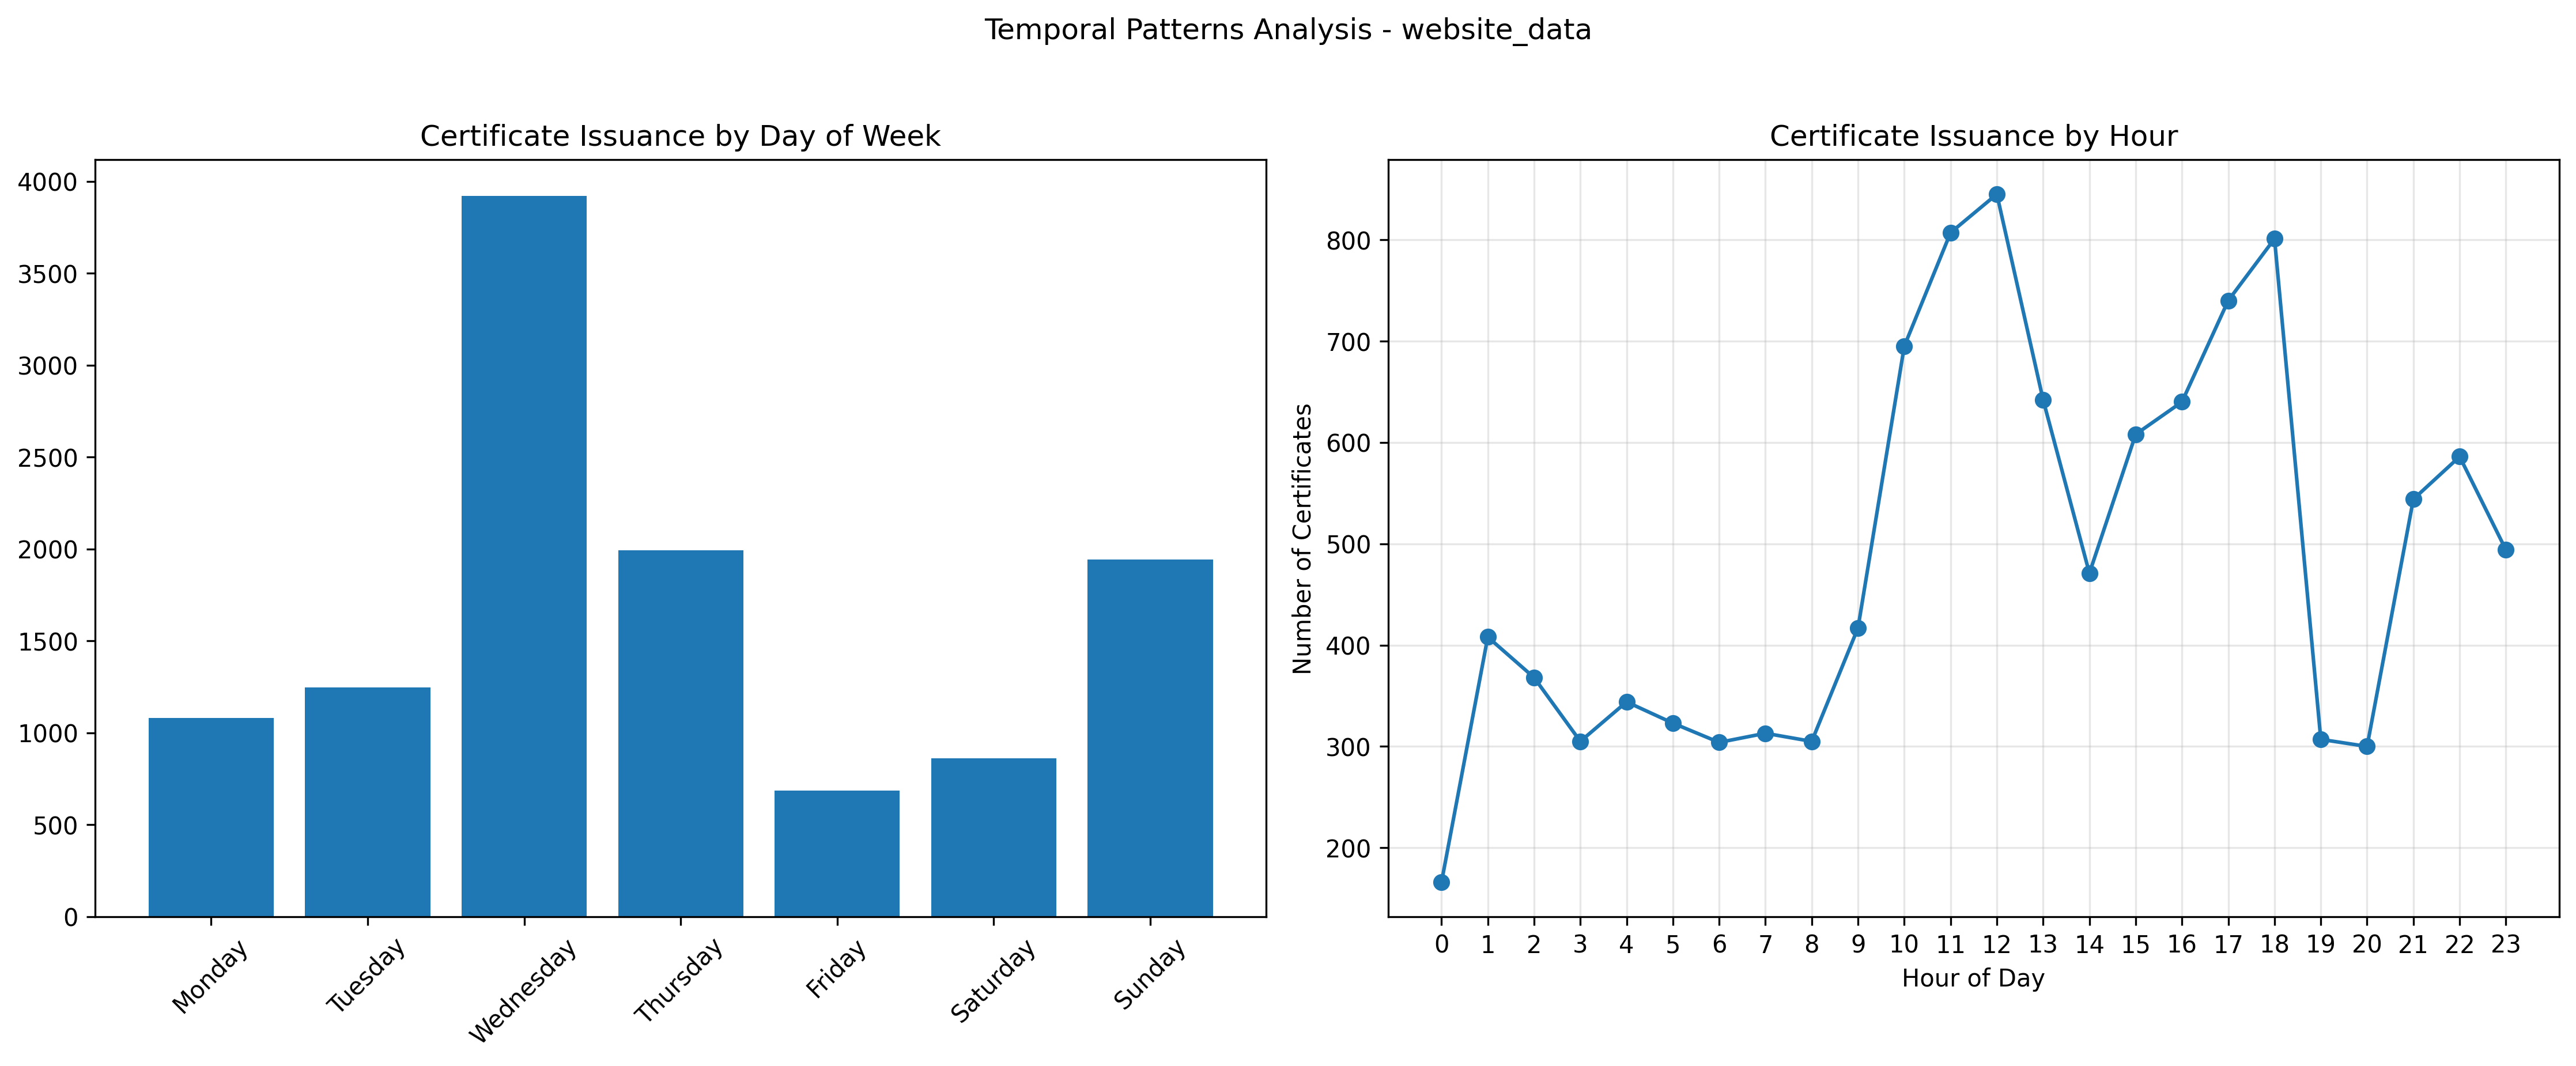 Temporal Patterns Analysis - website_data
Certificate Issuance by Day of Week
4000
3500
3000
2500
2000
1500
1000
500
0
Monday
Tuesday
Wednesday
Thursday
Friday
Saturday
Sunday
Certificate Issuance by Hour
Number of Certificates
800
700
600
500
400
300
200
0 1 2 3 4 5 6 7 8 9 10 11 12 13 14 15 16 17 18 19 20 21 22 23
Hour of Day